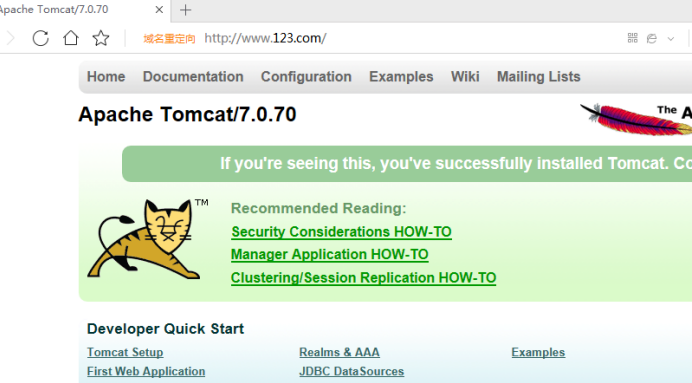 Apache Tomcat/7.0.70
域名重定向 http://www.123.com/
Home Documentation Configuration Examples Wiki Mailing Lists
Apache Tomcat/7.0.70
The A
If you're seeing this, you've successfully installed Tomcat. Co
TM
Recommended Reading:
Security Considerations HOW-TO
Manager Application HOW-TO
Clustering/Session Replication HOW-TO
Developer Quick Start
Tomcat Setup Realms & AAA Examples
First Web Application JDBC DataSources